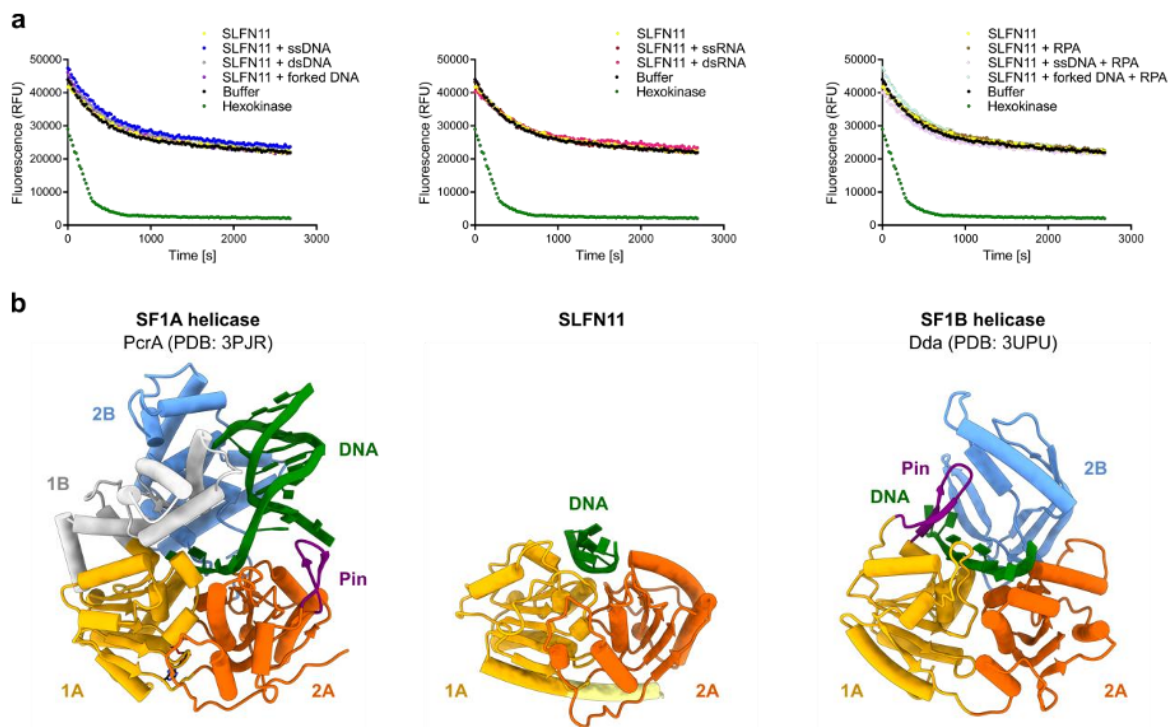 a
SLFN11
SLFN11 + ssDNA
SLFN11 + dsDNA
SLFN11 + forked DNA
Buffer
Hexokinase
50000
40000
30000
20000
10000
0
Fluorescence (RFU)
0 1000 2000 3000
Time [s]
SLFN11
SLFN11 + ssRNA
SLFN11 + dsRNA
Buffer
Hexokinase
50000
40000
30000
20000
10000
0
Fluorescence (RFU)
0 1000 2000 3000
Time [s]
SLFN11
SLFN11 + RPA
SLFN11 + ssDNA + RPA
SLFN11 + forked DNA + RPA
Buffer
Hexokinase
50000
40000
30000
20000
10000
0
Fluorescence (RFU)
0 1000 2000 3000
Time [s]
b
SF1A helicase
PcrA (PDB: 3PJR)
2B
DNA
1B
Pin
1A
2A
SLFN11
DNA
1A
2A
SF1B helicase
Dda (PDB: 3UPU)
Pin
2B
DNA
1A
2A